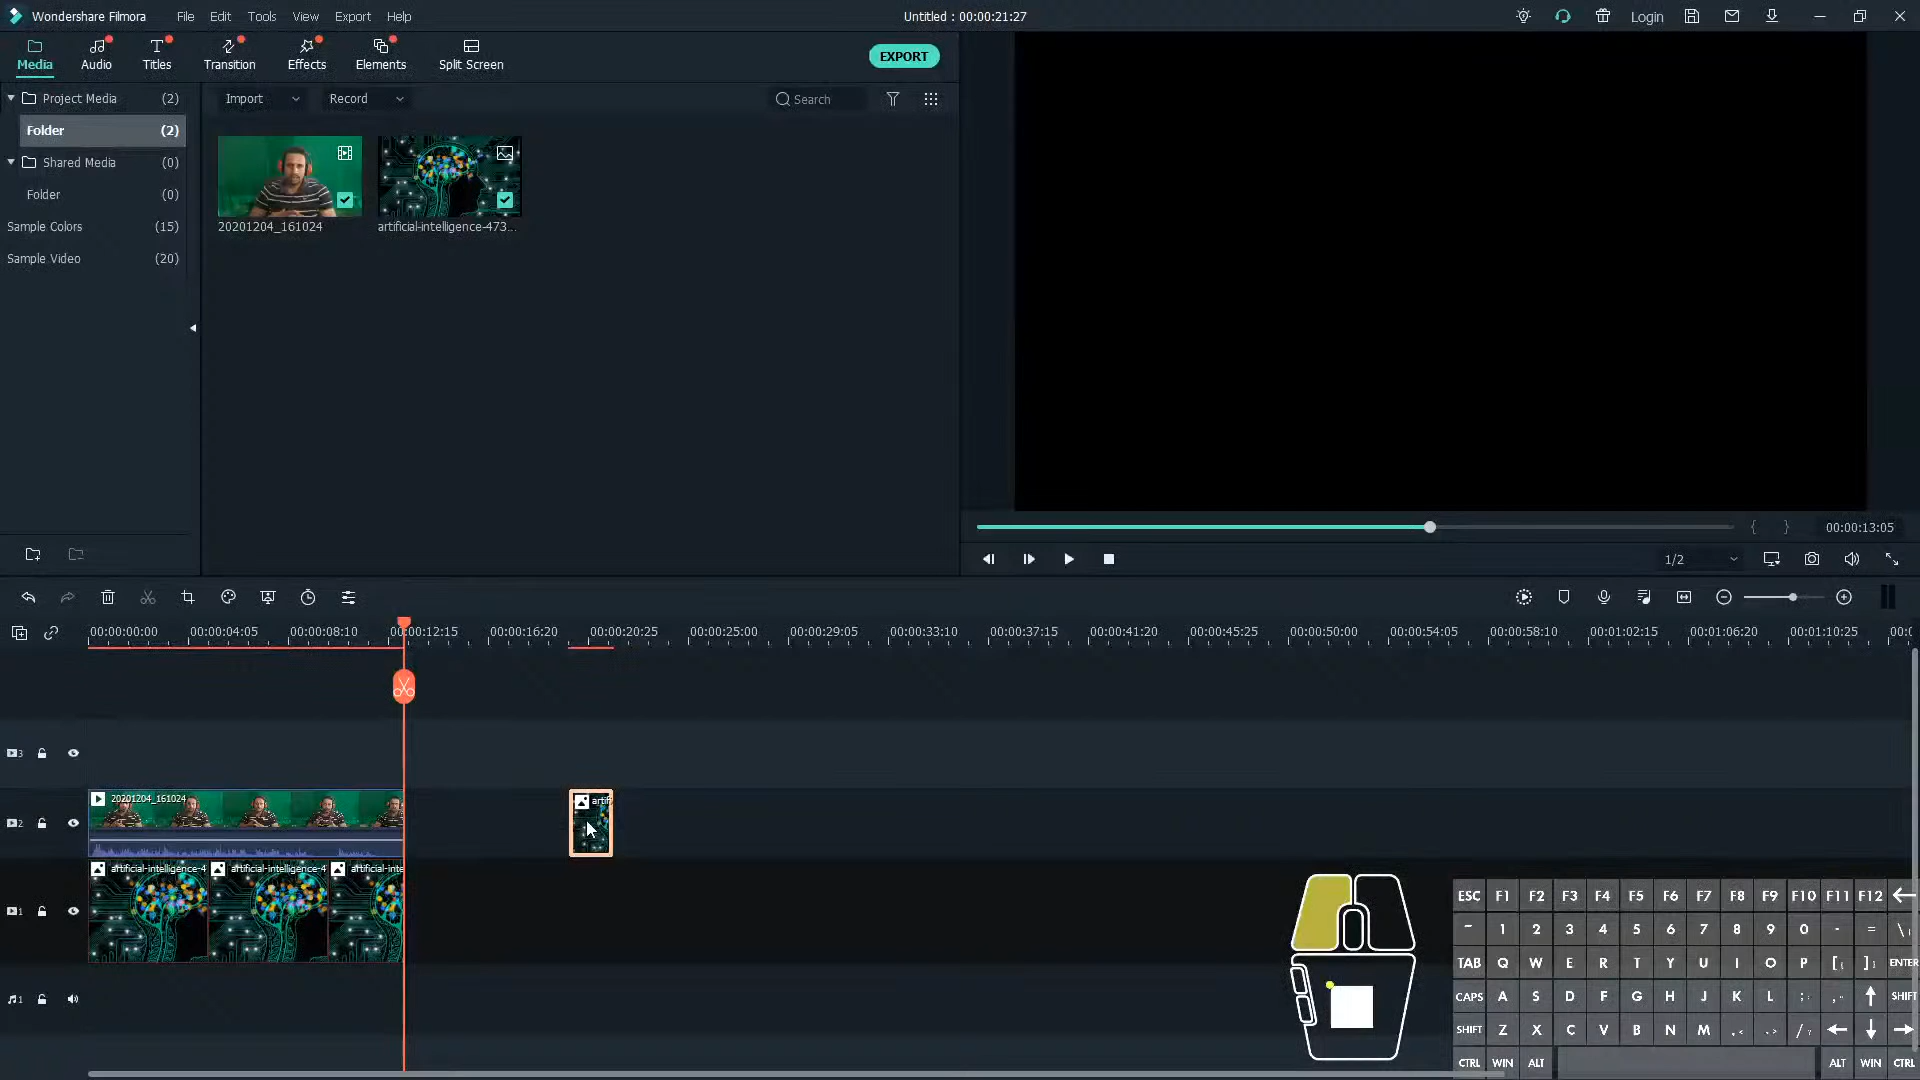 Wondershare Filmora
File Edit Tools View Export Help
Untitled : 00:00:21:27
Login
Media Audio Titles Transition Effects Elements Split Screen
EXPORT
Project Media (2)
Folder (2)
Shared Media (0)
Folder (0)
Sample Colors (15)
Sample Video (20)
Import Record Search
20201204_161024
artificial-intelligence-473...
{ } 00:00:13:05
1/2
00:00:00:00 00:00:04:05 00:00:08:10 00:00:12:15 00:00:16:20 00:00:20:25 00:00:25:00 00:00:29:05 00:00:33:10 00:00:37:15 00:00:41:20 00:00:45:25 00:00:50:00 00:00:54:05 00:00:58:10 00:01:02:15 00:01:06:20 00:01:10:25 00:0
3
2
20201204_161024
artif
1
artificial-intelligence-4 artificial-intelligence-4 artificial-inte
1
ESC F1 F2 F3 F4 F5 F6 F7 F8 F9 F10 F11 F12
~ 1 2 3 4 5 6 7 8 9 0 - = \
TAB Q W E R T Y U I O P [ ] ENTER
CAPS A S D F G H J K L ; , SHIFT
SHIFT Z X C V B N M , < . > / ?
CTRL WIN ALT ALT WIN CTRL